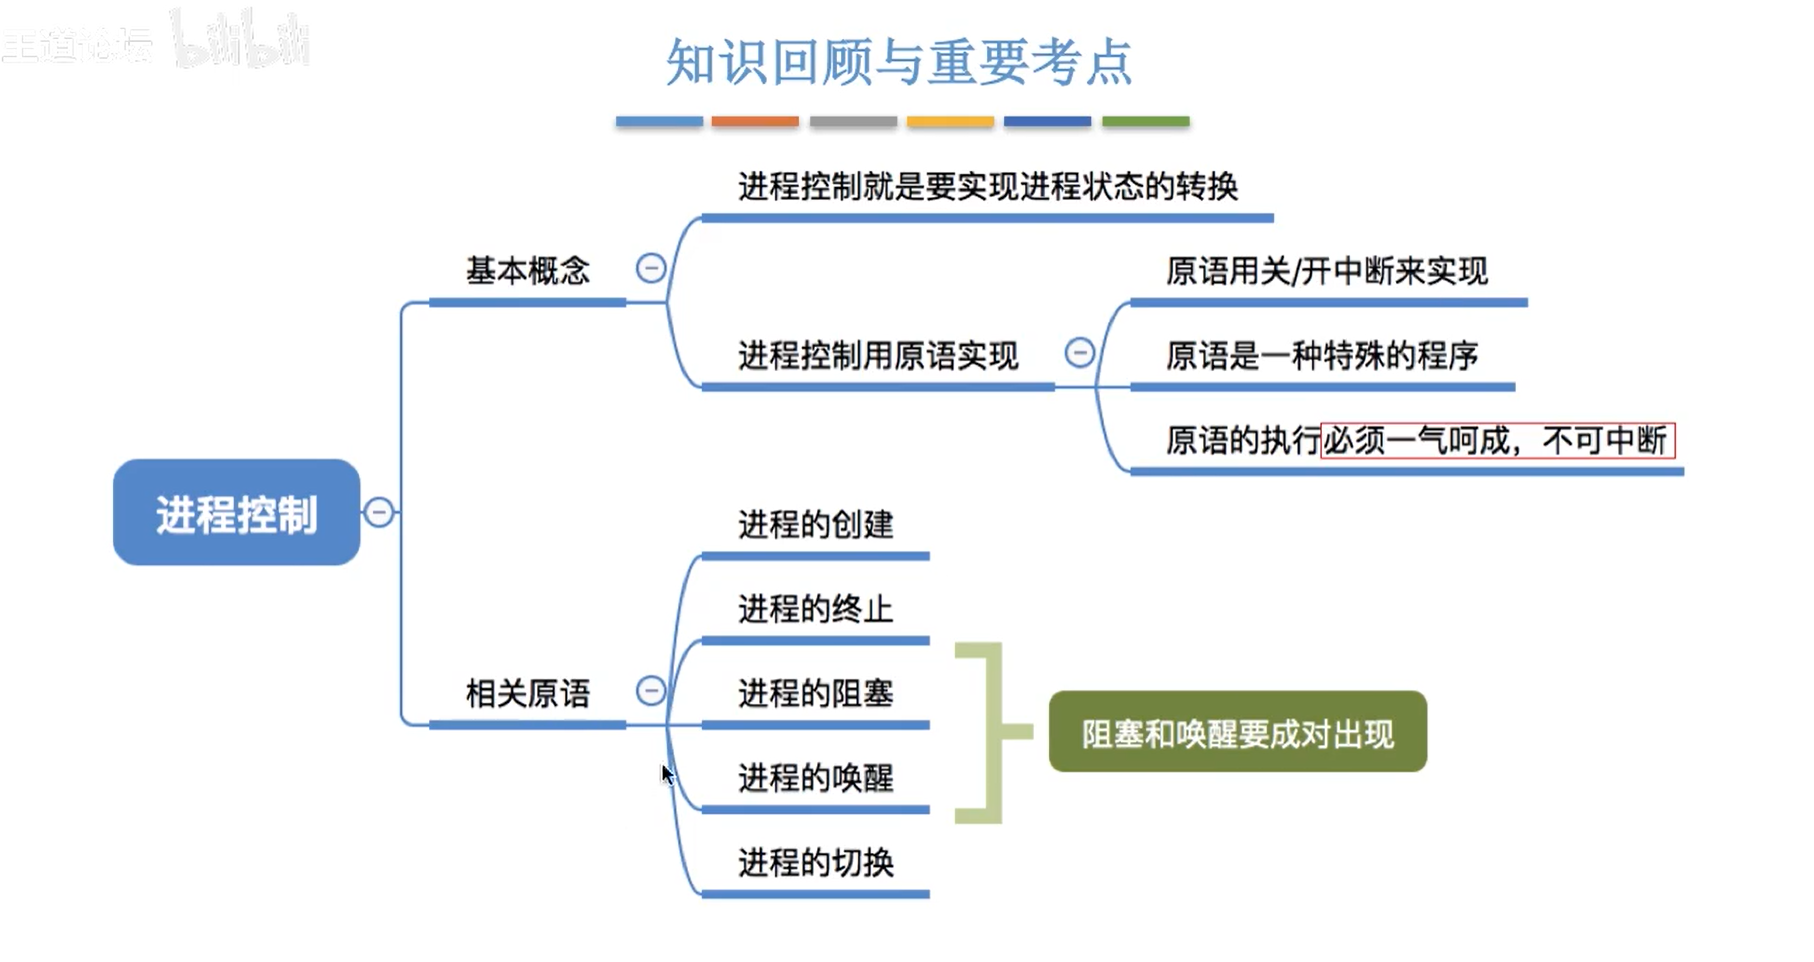 王道论坛 bilibili
知识回顾与重要考点
进程控制就是要实现进程状态的转换
基本概念
原语用关/开中断来实现
进程控制用原语实现
原语是一种特殊的程序
原语的执行必须一气呵成，不可中断
进程控制
进程的创建
进程的终止
相关原语
进程的阻塞
阻塞和唤醒要成对出现
进程的唤醒
进程的切换